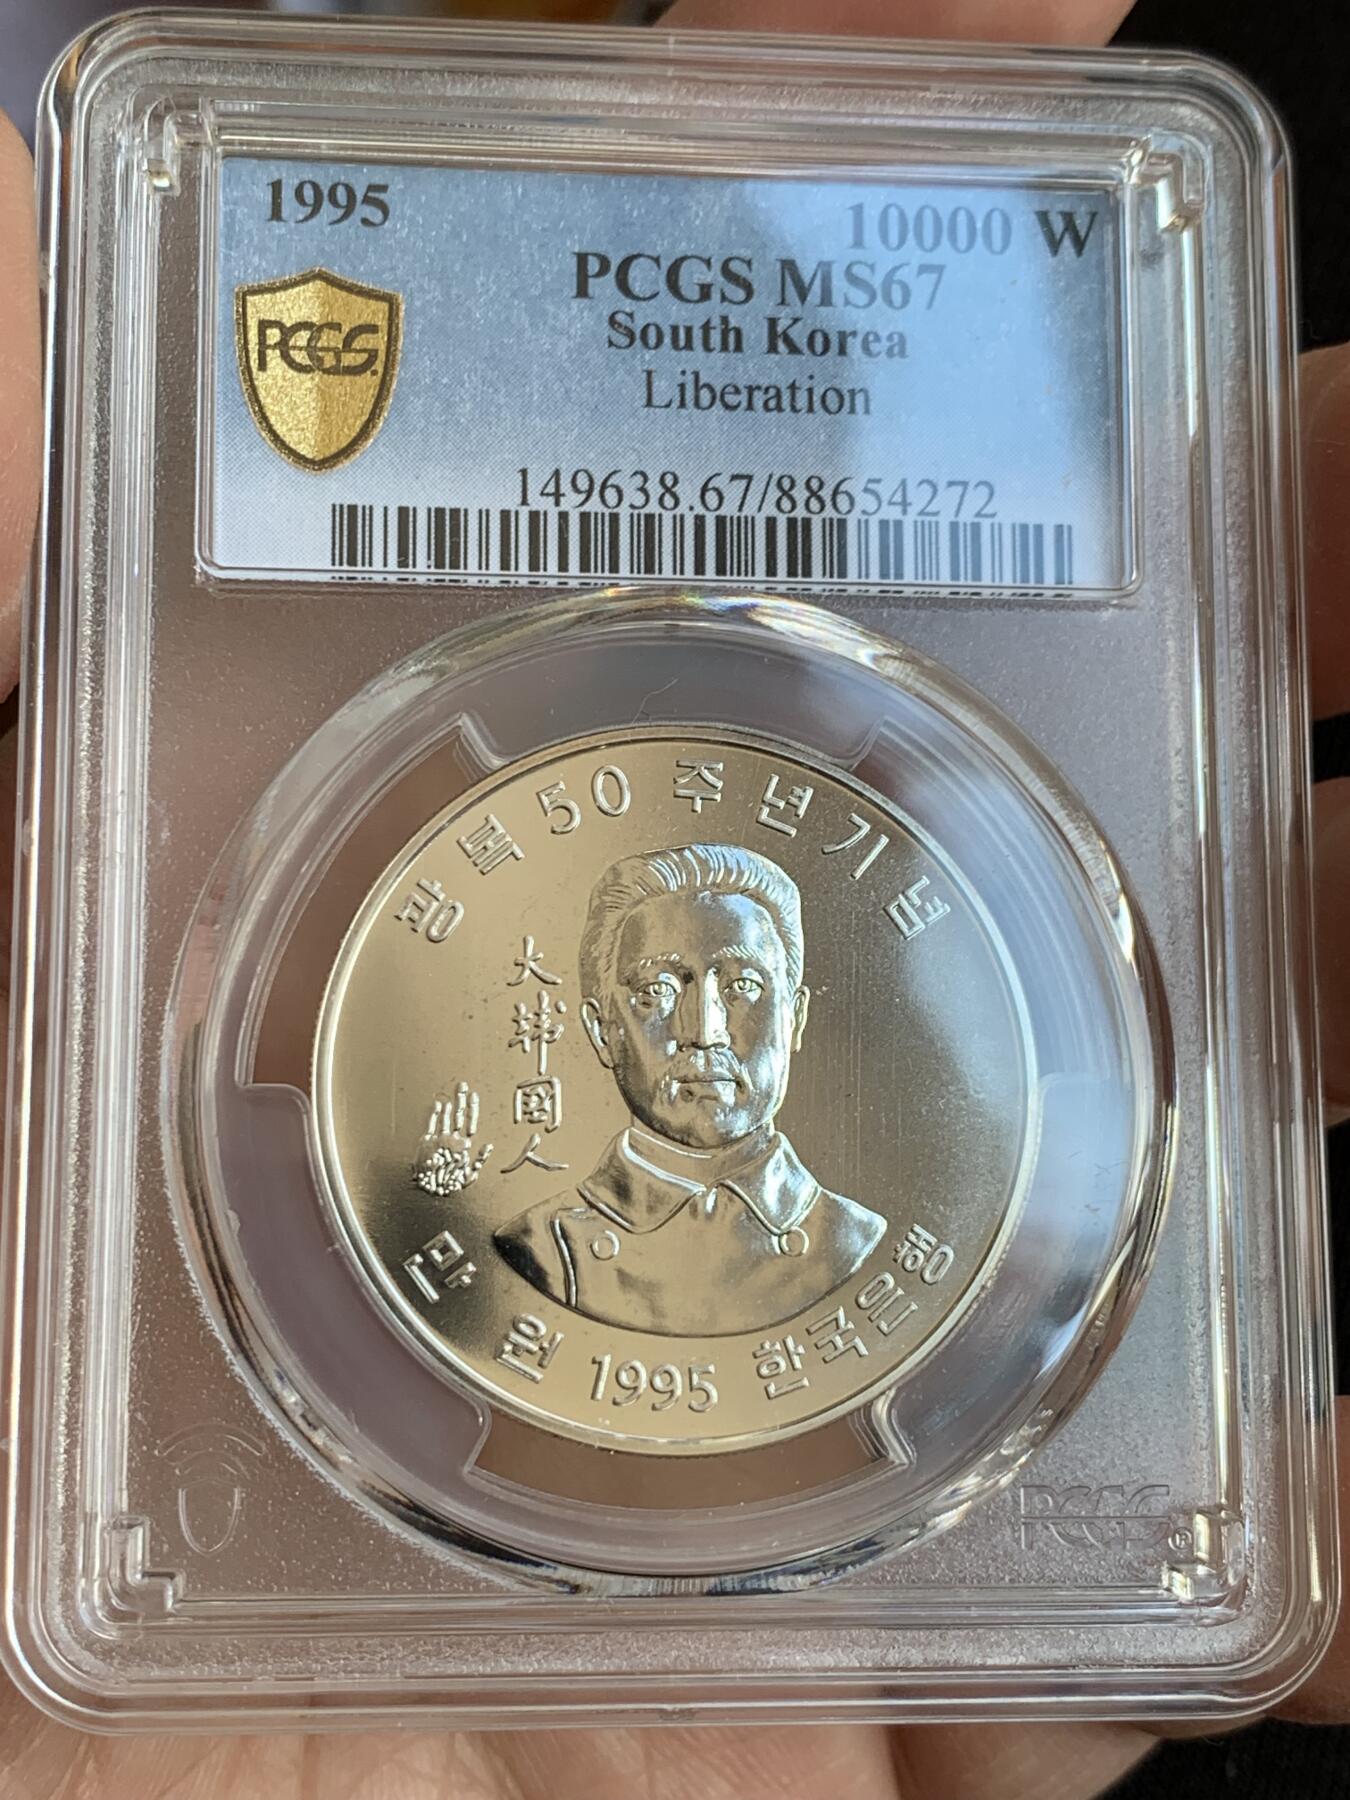 1995
10000 W
PCGS MS67
South Korea
Liberation
PCGS
149638.67/88654272
광복 50 주년기념
大韓國人
만원 1995 한국은행
PCGS